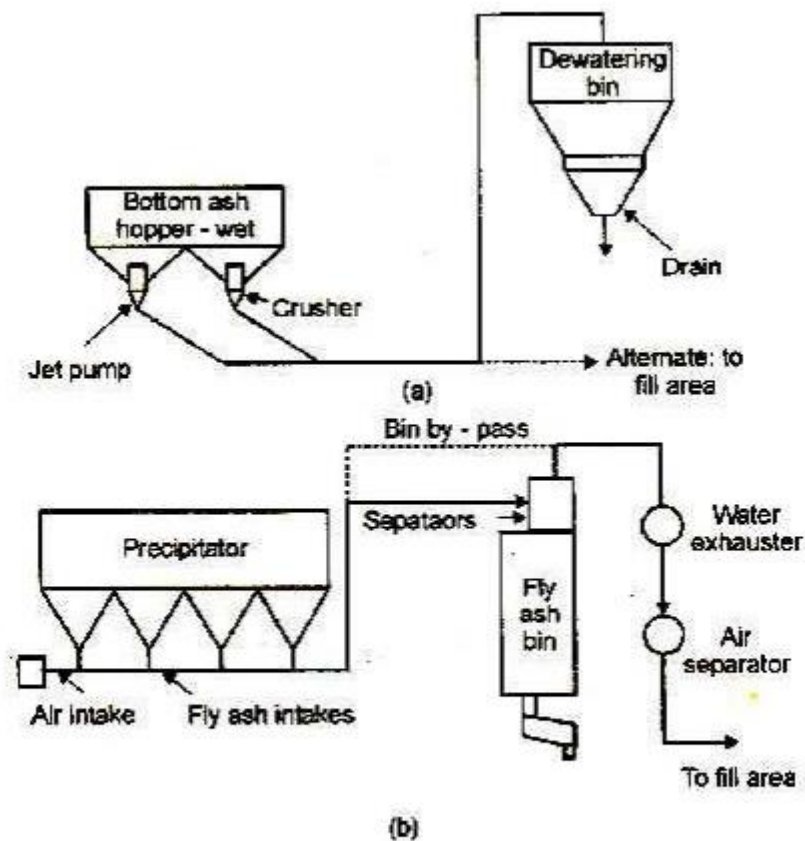 Dewatering
bin
Bottom ash
hopper - wet
Drain
Crusher
Jet pump
Alternate: to
fill area
(a)
Bin by - pass
Sepataors
Water
exhauster
Precipitator
Fly
ash
bin
Air
separator
Air intake
Fly ash intakes
To fill area
(b)